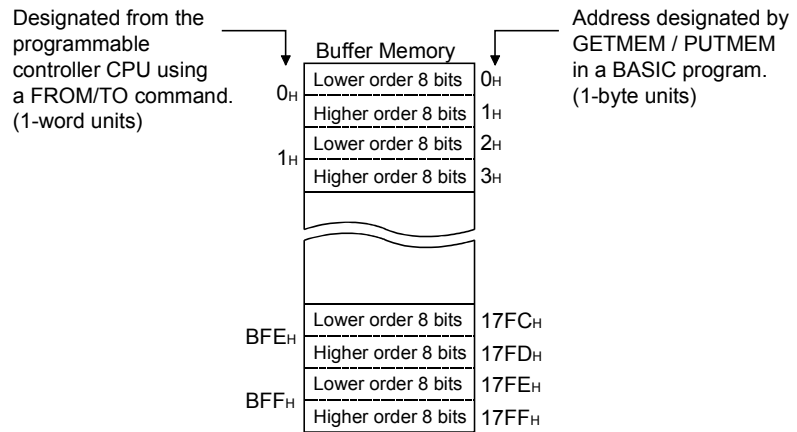 Designated from the
programmable
controller CPU using
a FROM/TO command.
(1-word units)
Address designated by
GETMEM / PUTMEM
in a BASIC program.
(1-byte units)
Buffer Memory
0H
Lower order 8 bits 0H
Higher order 8 bits 1H
1H
Lower order 8 bits 2H
Higher order 8 bits 3H
BFEH
Lower order 8 bits 17FCH
Higher order 8 bits 17FDH
BFFH
Lower order 8 bits 17FEH
Higher order 8 bits 17FFH